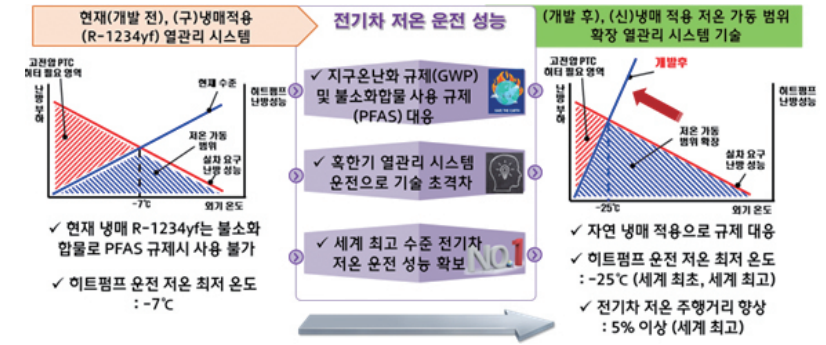 현재(개발 전), (구)냉매적용
(R-1234yf) 열관리 시스템
고전압 PTC
히터 필요 영역
난방부하
현재 수준
히트펌프
난방성능
저온 가동
범위
실차 요구
난방 성능
-7℃
외기 온도
✓ 현재 냉매 R-1234yf는 불소화
합물로 PFAS 규제시 사용 불가
✓ 히트펌프 운전 저온 최저 온도
: -7℃
전기차 저온 운전 성능
✓ 지구온난화 규제(GWP)
및 불소화합물 사용 규제
(PFAS) 대응
✓ 혹한기 열관리 시스템
운전으로 기술 초격차
✓ 세계 최고 수준 전기차
저온 운전 성능 확보
NO.1
(개발 후), (신)냉매 적용 저온 가동 범위
확장 열관리 시스템 기술
고전압 PTC
히터 필요 영역
난방부하
개발후
히트펌프
난방성능
저온 가동
범위 확장
실차 요구
난방 성능
-25℃
외기 온도
✓ 자연 냉매 적용으로 규제 대응
✓ 히트펌프 운전 저온 최저 온도
: -25℃ (세계 최초, 세계 최고)
✓ 전기차 저온 주행거리 향상
: 5% 이상 (세계 최고)